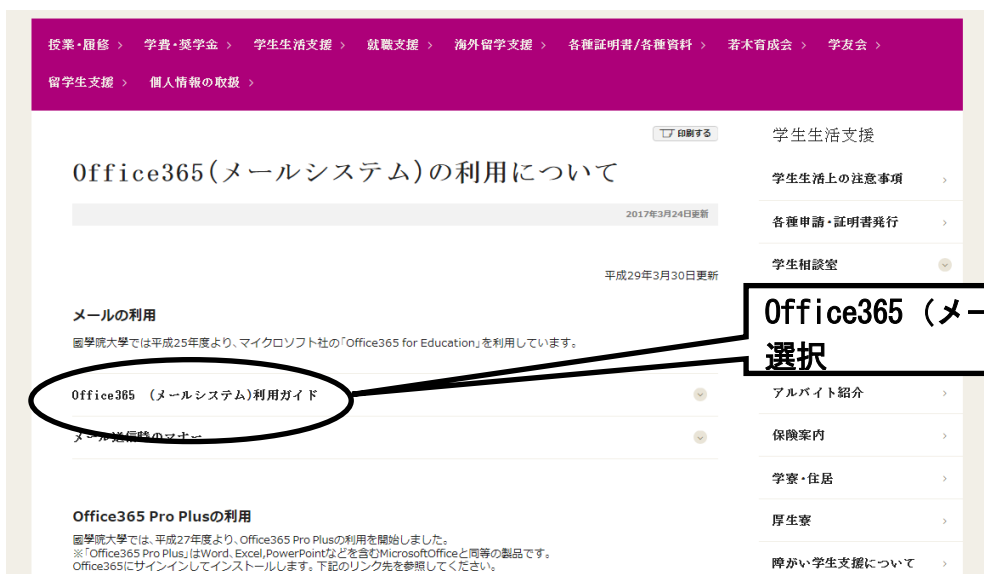 授業・履修 > 学費・奨学金 > 学生生活支援 > 就職支援 > 海外留学支援 > 各種証明書/各種資料 > 若木育成会 > 学友会 >
留学生支援 > 個人情報の取扱 >
印刷する
Office365(メールシステム)の利用について
2017年3月24日更新
平成29年3月30日更新
メールの利用
國學院大學では平成25年度より、マイクロソフト社の「Office365 for Education」を利用しています。
Office365 (メールシステム)利用ガイド
メール送信時のマナー
Office365 Pro Plusの利用
國學院大學では、平成27年度より、Office365 Pro Plusの利用を開始しました。
※「Office365 Pro Plus」はWord、Excel,PowerPointなどを含むMicrosoftOfficeと同等の製品です。
Office365にサインインしてインストールします。下記のリンク先を参照してください。
学生生活支援
学生生活上の注意事項
各種申請・証明書発行
学生相談室
Office365 (メー
選択
アルバイト紹介
保険案内
学寮・住居
厚生寮
障がい学生支援について